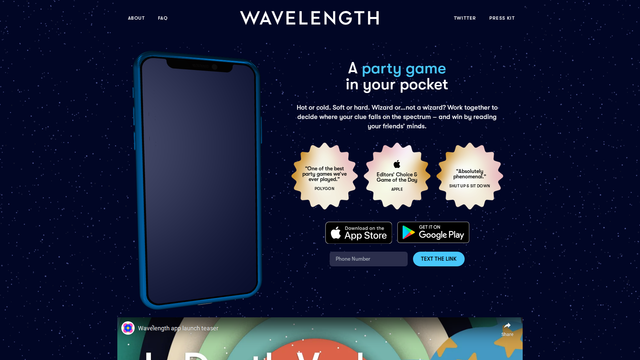 ABOUT
FAQ
WAVELENGTH
TWITTER
PRESS KIT
A party game
in your pocket
Hot or cold. Soft or hard. Wizard or...not a wizard? Work together to
decide where your clue falls on the spectrum – and win by reading
your friends' minds.
"One of the best
party games we've
ever played."
POLYGON
Editors' Choice &
Game of the Day
APPLE
"Absolutely
phenomenal."
SHUT UP & SIT DOWN
Download on the
App Store
GET IT ON
Google Play
Phone Number
TEXT THE LINK
Wavelength app launch teaser
Share